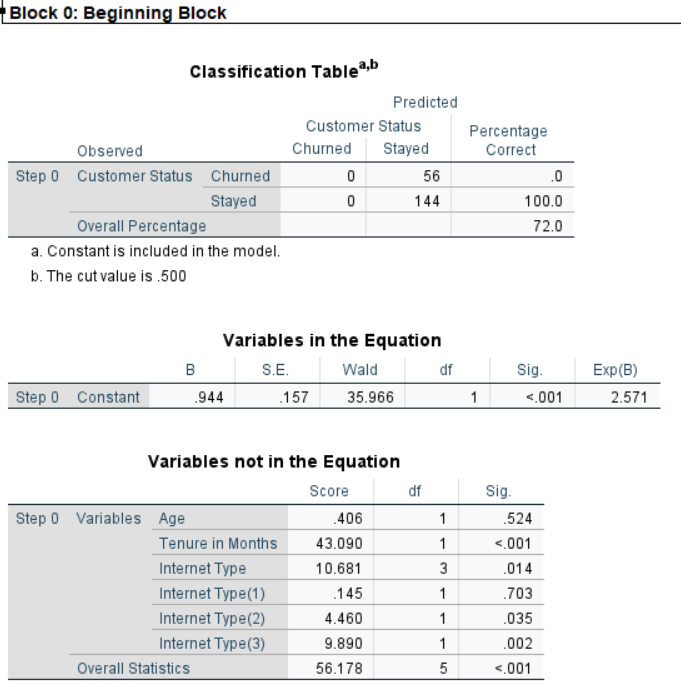 Block 0: Beginning Block
Classification Table^a,b
Predicted
Customer Status Percentage
Observed Churned Stayed Correct
Step 0 Customer Status Churned 0 56 .0
Stayed 0 144 100.0
Overall Percentage 72.0
a. Constant is included in the model.
b. The cut value is .500
Variables in the Equation
B S.E. Wald df Sig. Exp(B)
Step 0 Constant .944 .157 35.966 1 <.001 2.571
Variables not in the Equation
Score df Sig.
Step 0 Variables Age .406 1 .524
Tenure in Months 43.090 1 <.001
Internet Type 10.681 3 .014
Internet Type(1) .145 1 .703
Internet Type(2) 4.460 1 .035
Internet Type(3) 9.890 1 .002
Overall Statistics 56.178 5 <.001